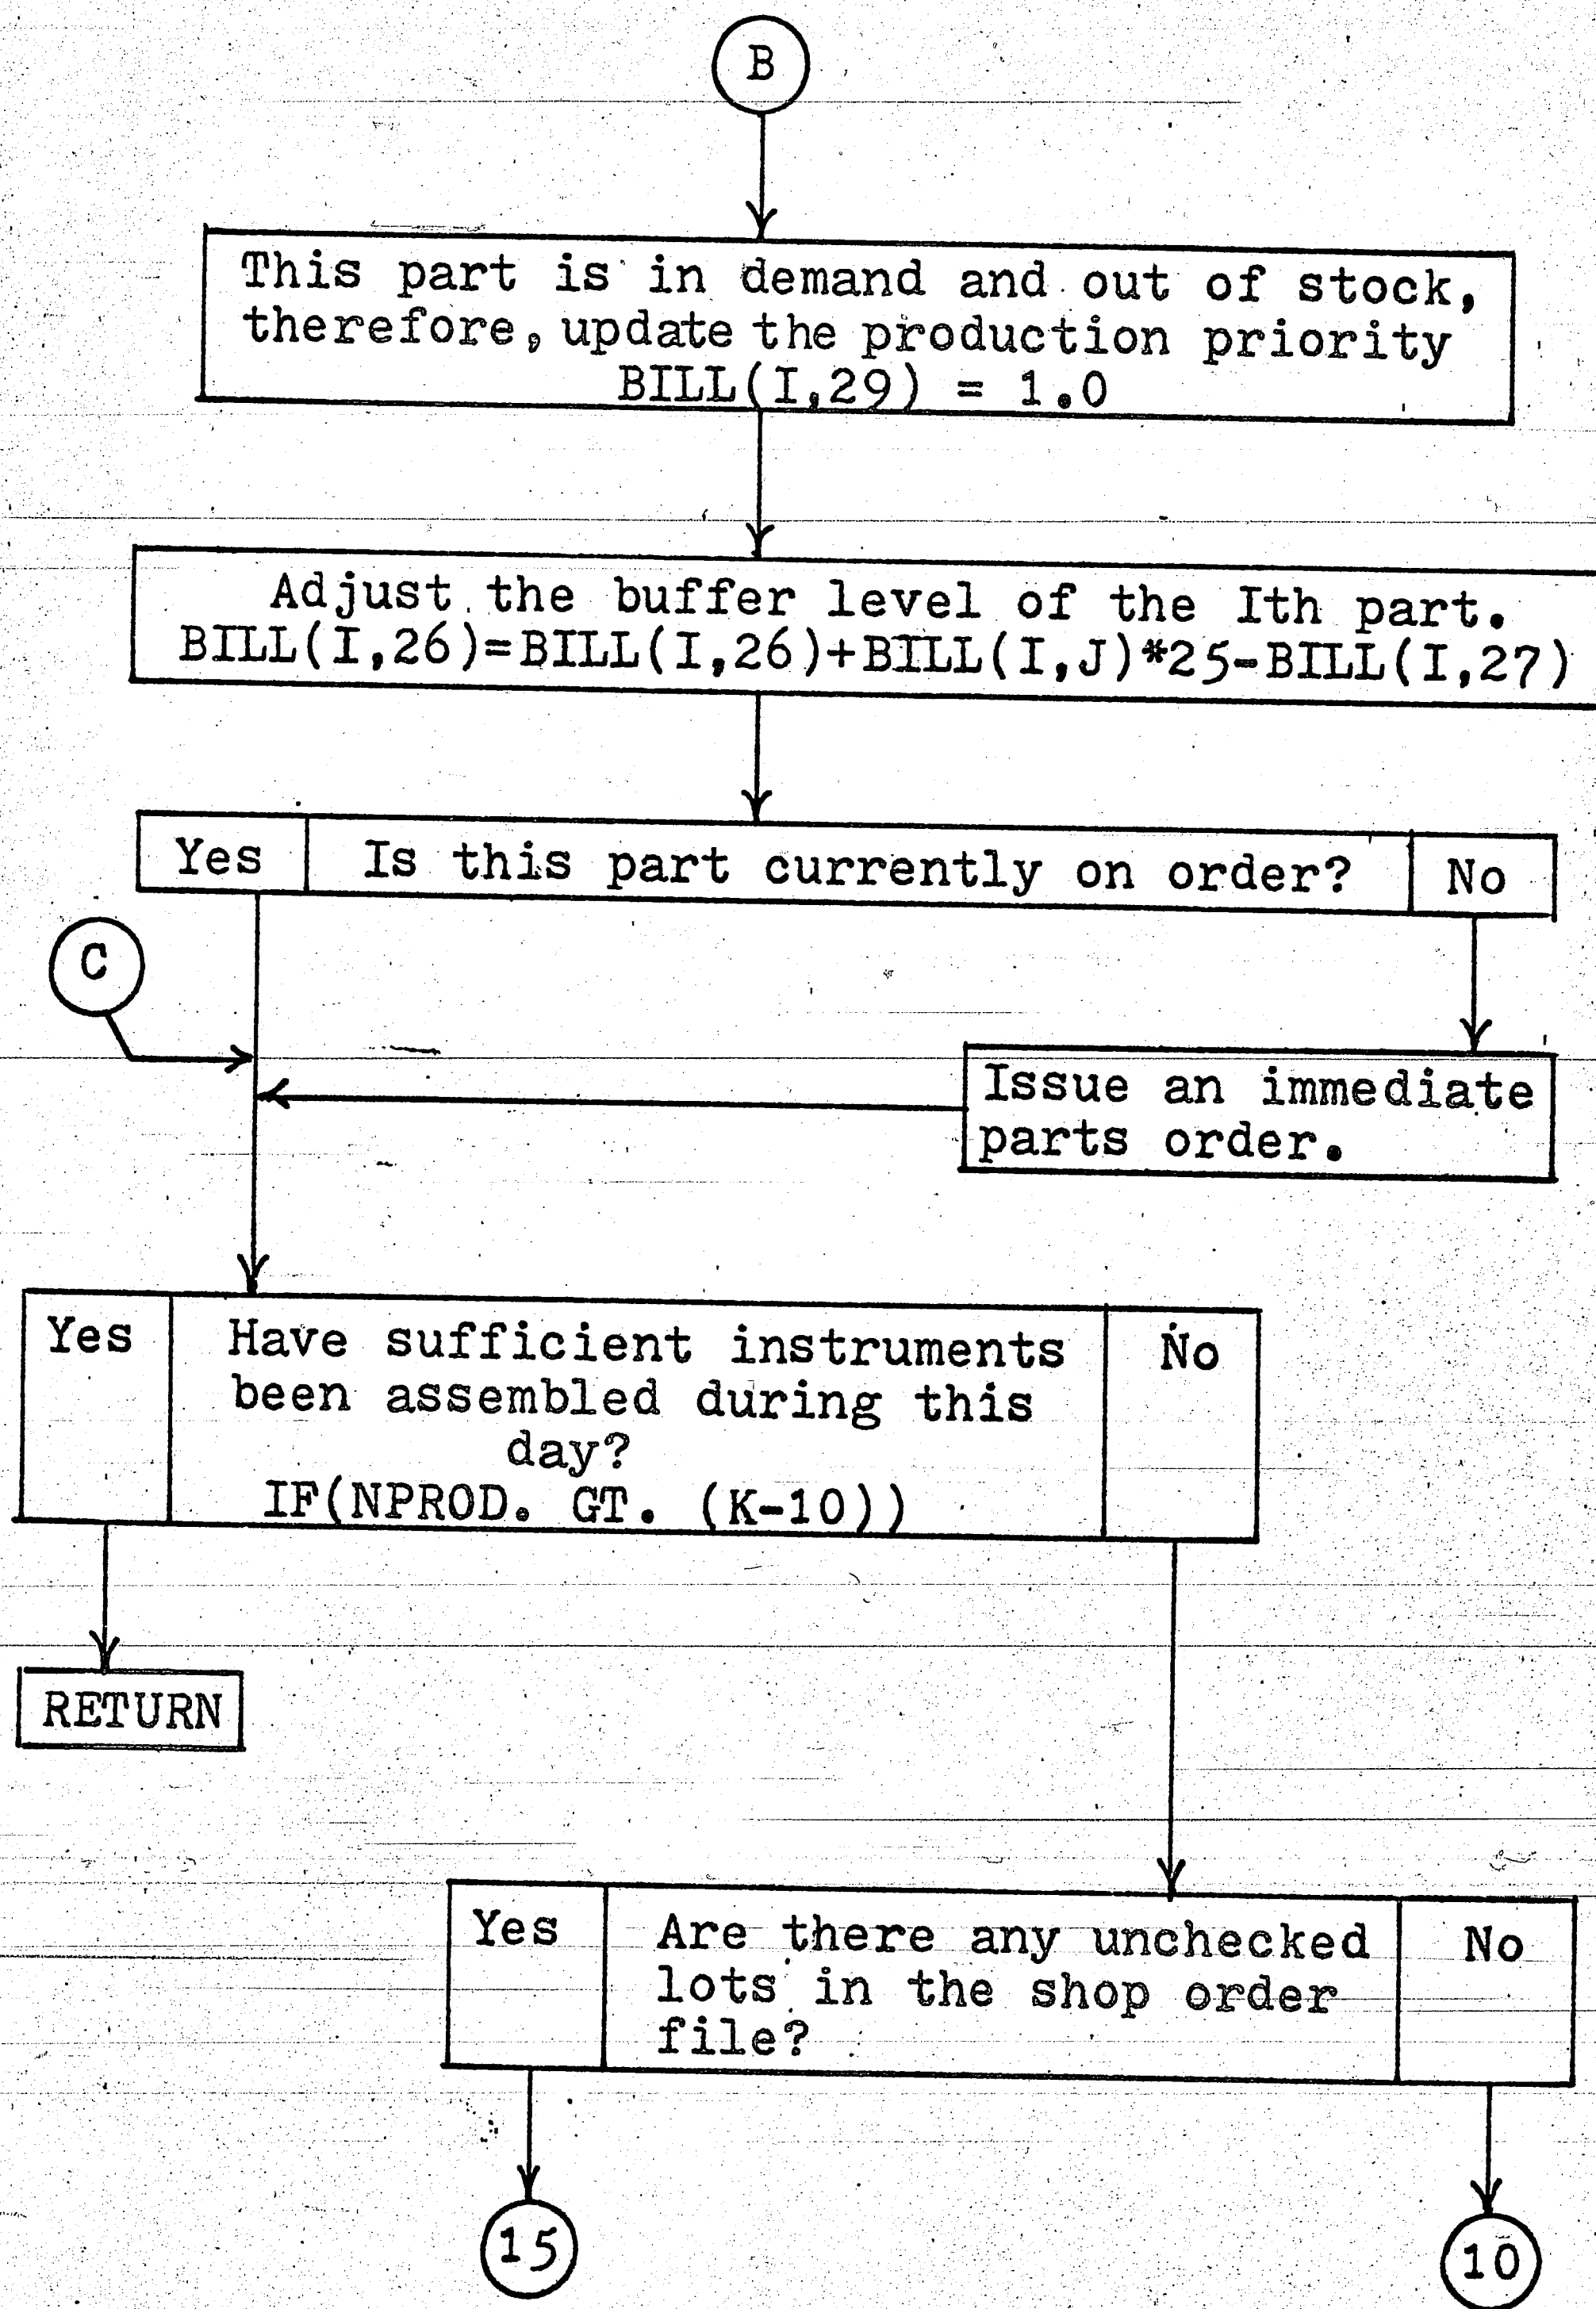 B
This part is in demand and out of stock,
therefore, update the production priority
BILL(I,29) = 1.0
Adjust the buffer level of the Ith part.
BILL(I,26)=BILL(I,26)+BILL(I,J)*25-BILL(I,27)
Yes Is this part currently on order? No
C
Issue an immediate
parts order.
Yes Have sufficient instruments No
been assembled during this
day?
IF(NPROD. GT. (K-10))
RETURN
Yes Are there any unchecked No
lots in the shop order
file?
15 10